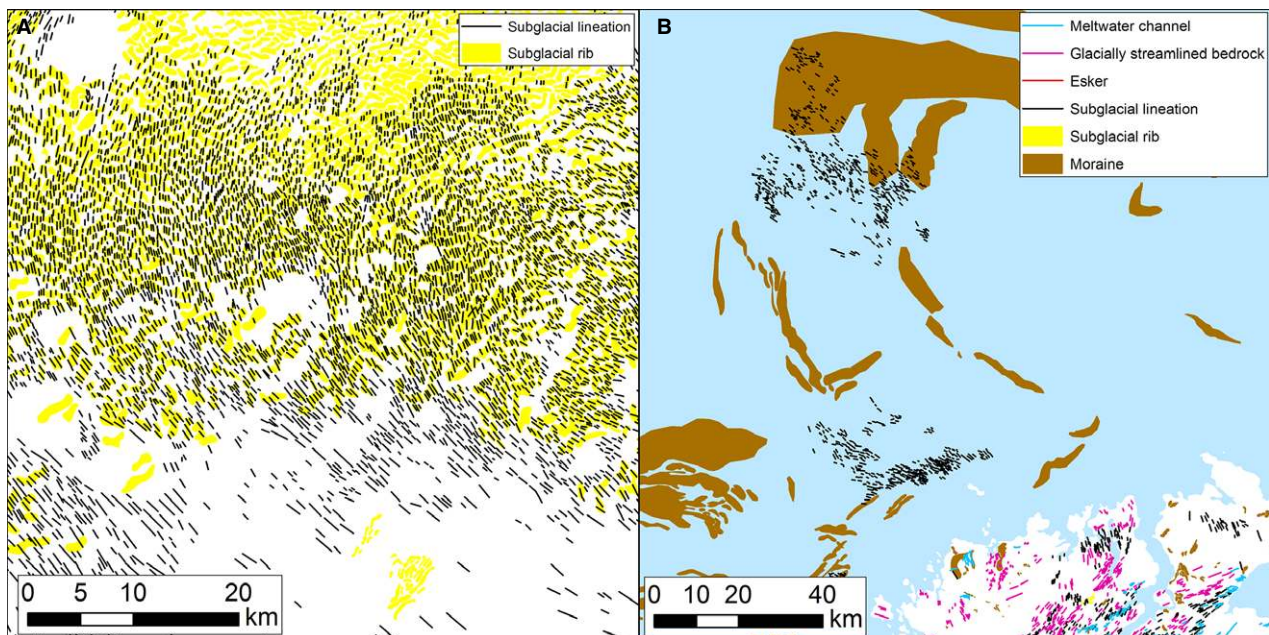 A
Subglacial lineation
Subglacial rib
0 5 10 20
km
B
Meltwater channel
Glacially streamlined bedrock
Esker
Subglacial lineation
Subglacial rib
Moraine
0 10 20 40
km